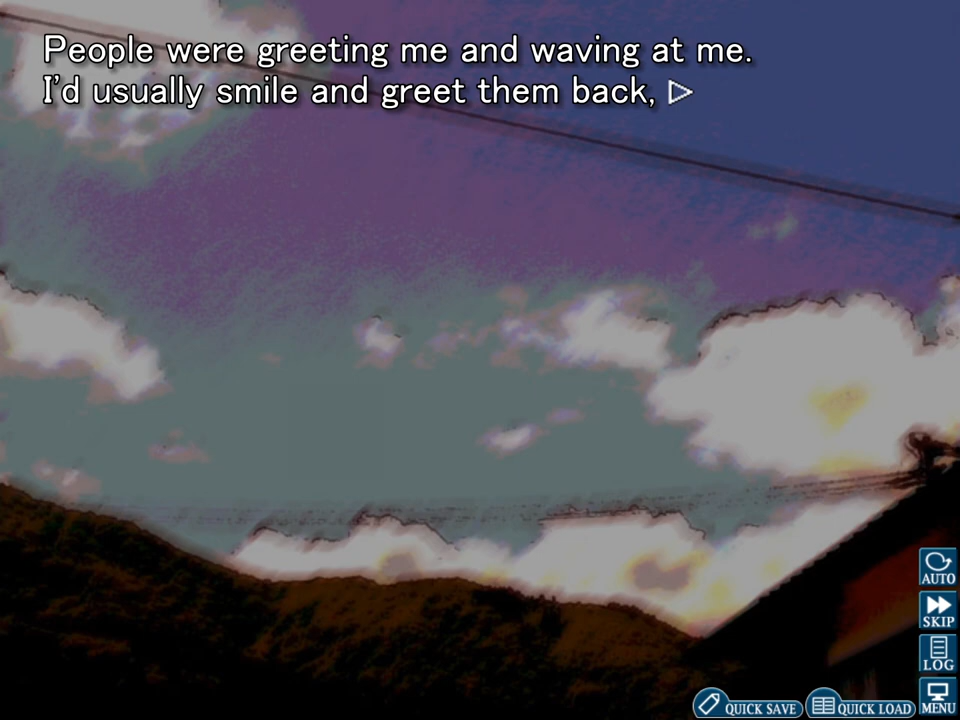 People were greeting me and waving at me.
I'd usually smile and greet them back,
AUTO
SKIP
LOG
MENU
QUICK SAVE
QUICK LOAD